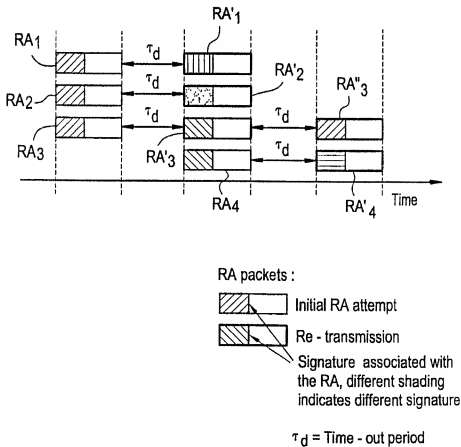 RA'1
RA1
τd
RA2
τd
RA'2
RA"3
RA3
τd
τd
RA'3
τd
RA4
Time
RA'4
RA packets :
Initial RA attempt
Re - transmission
Signature associated with
the RA, different shading
indicates different signature
τd = Time - out period